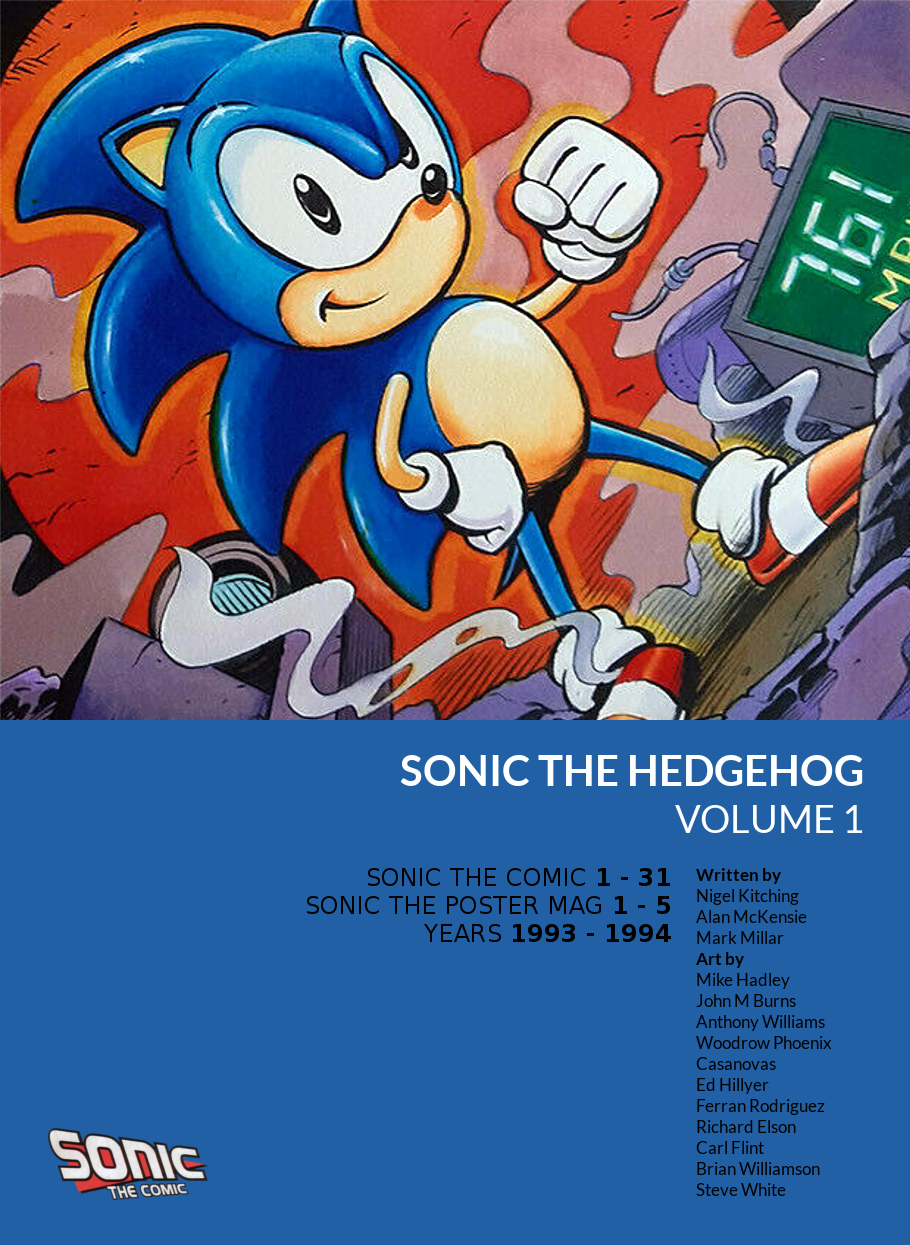 761
SONIC THE HEDGEHOG
VOLUME 1
SONIC THE COMIC 1 - 31
SONIC THE POSTER MAG 1 - 5
YEARS 1993 - 1994
Written by
Nigel Kitching
Alan McKensie
Mark Millar
Art by
Mike Hadley
John M Burns
Anthony Williams
Woodrow Phoenix
Casanovas
Ed Hillyer
Ferran Rodriguez
Richard Elson
Carl Flint
Brian Williamson
Steve White
SONIC
THE COMIC